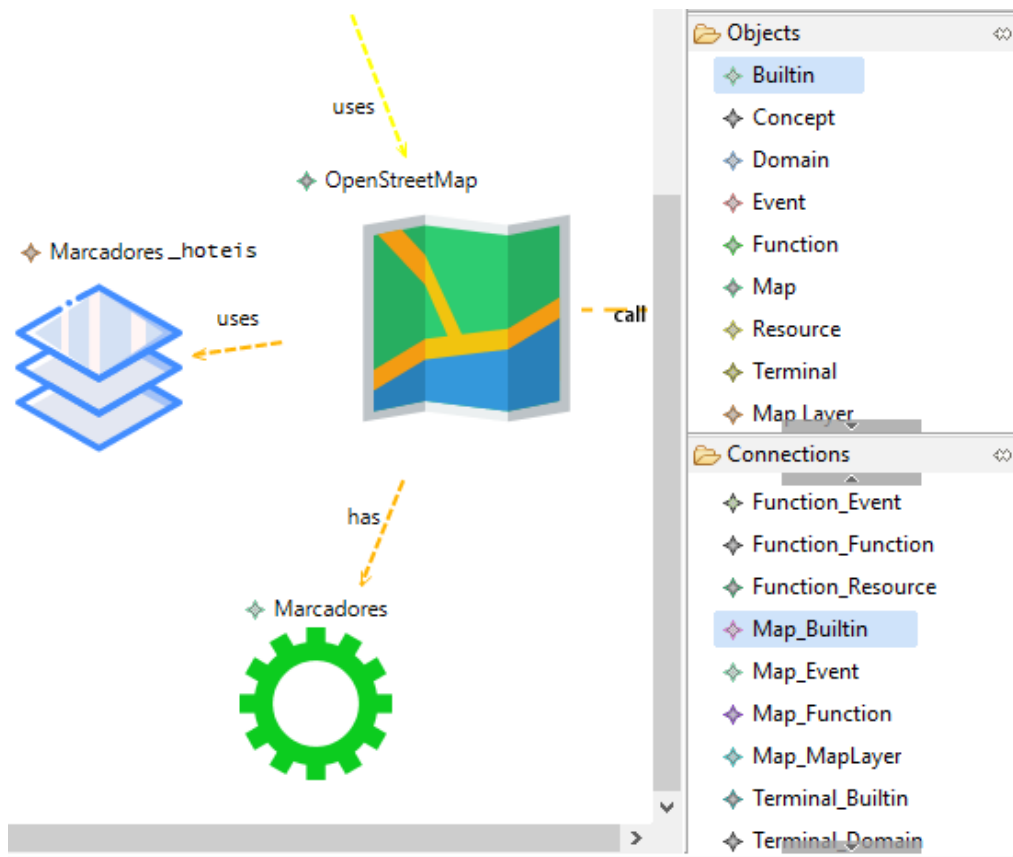 uses
OpenStreetMap
Marcadores_hoteis
uses
call
has
Marcadores
Objects
Builtin
Concept
Domain
Event
Function
Map
Resource
Terminal
Map Layer
Connections
Function_Event
Function_Function
Function_Resource
Map_Builtin
Map_Event
Map_Function
Map_MapLayer
Terminal_Builtin
Terminal_Domain